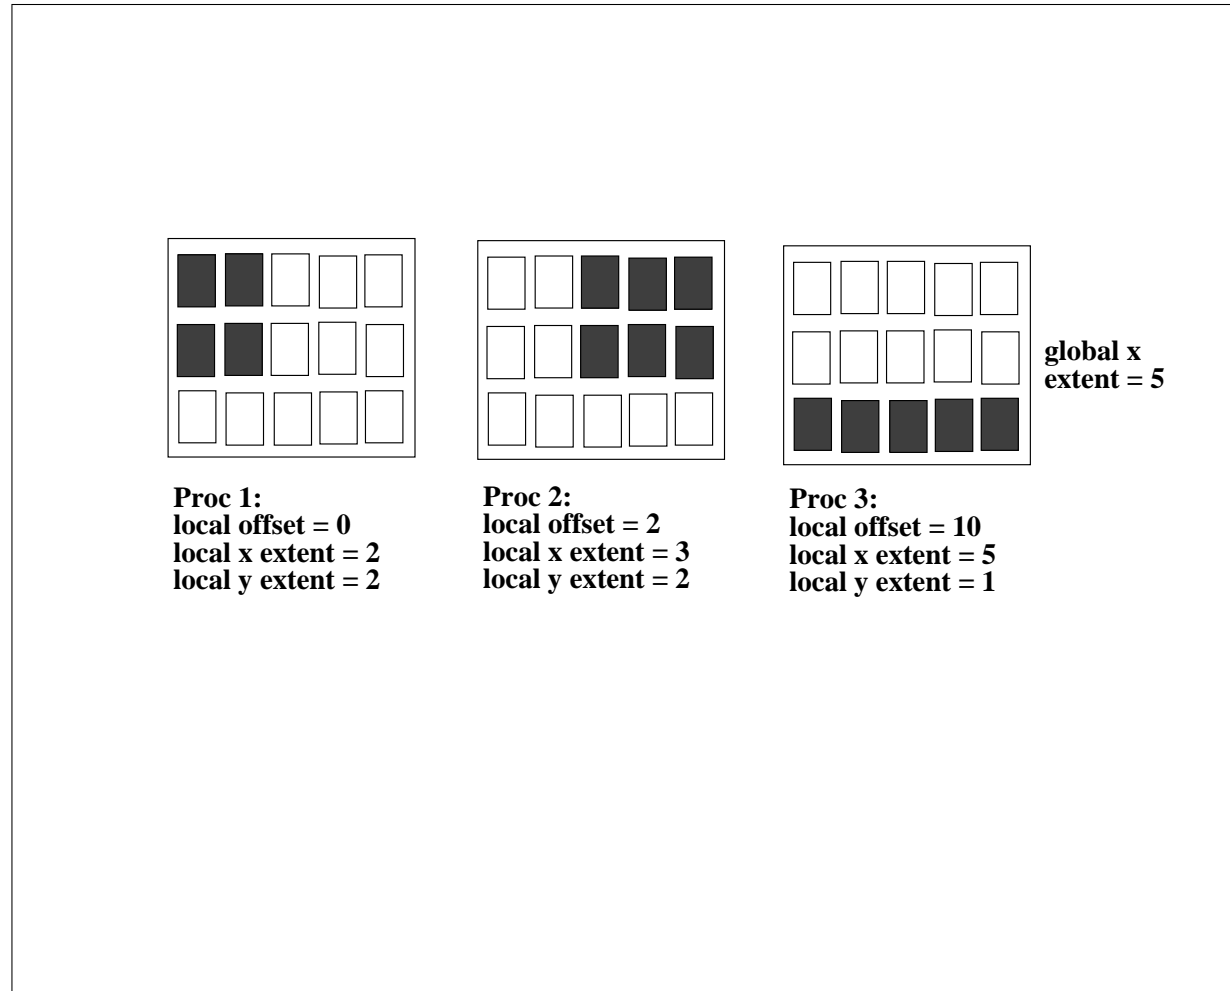 global x
extent = 5
Proc 1:
local offset = 0
local x extent = 2
local y extent = 2
Proc 2:
local offset = 2
local x extent = 3
local y extent = 2
Proc 3:
local offset = 10
local x extent = 5
local y extent = 1